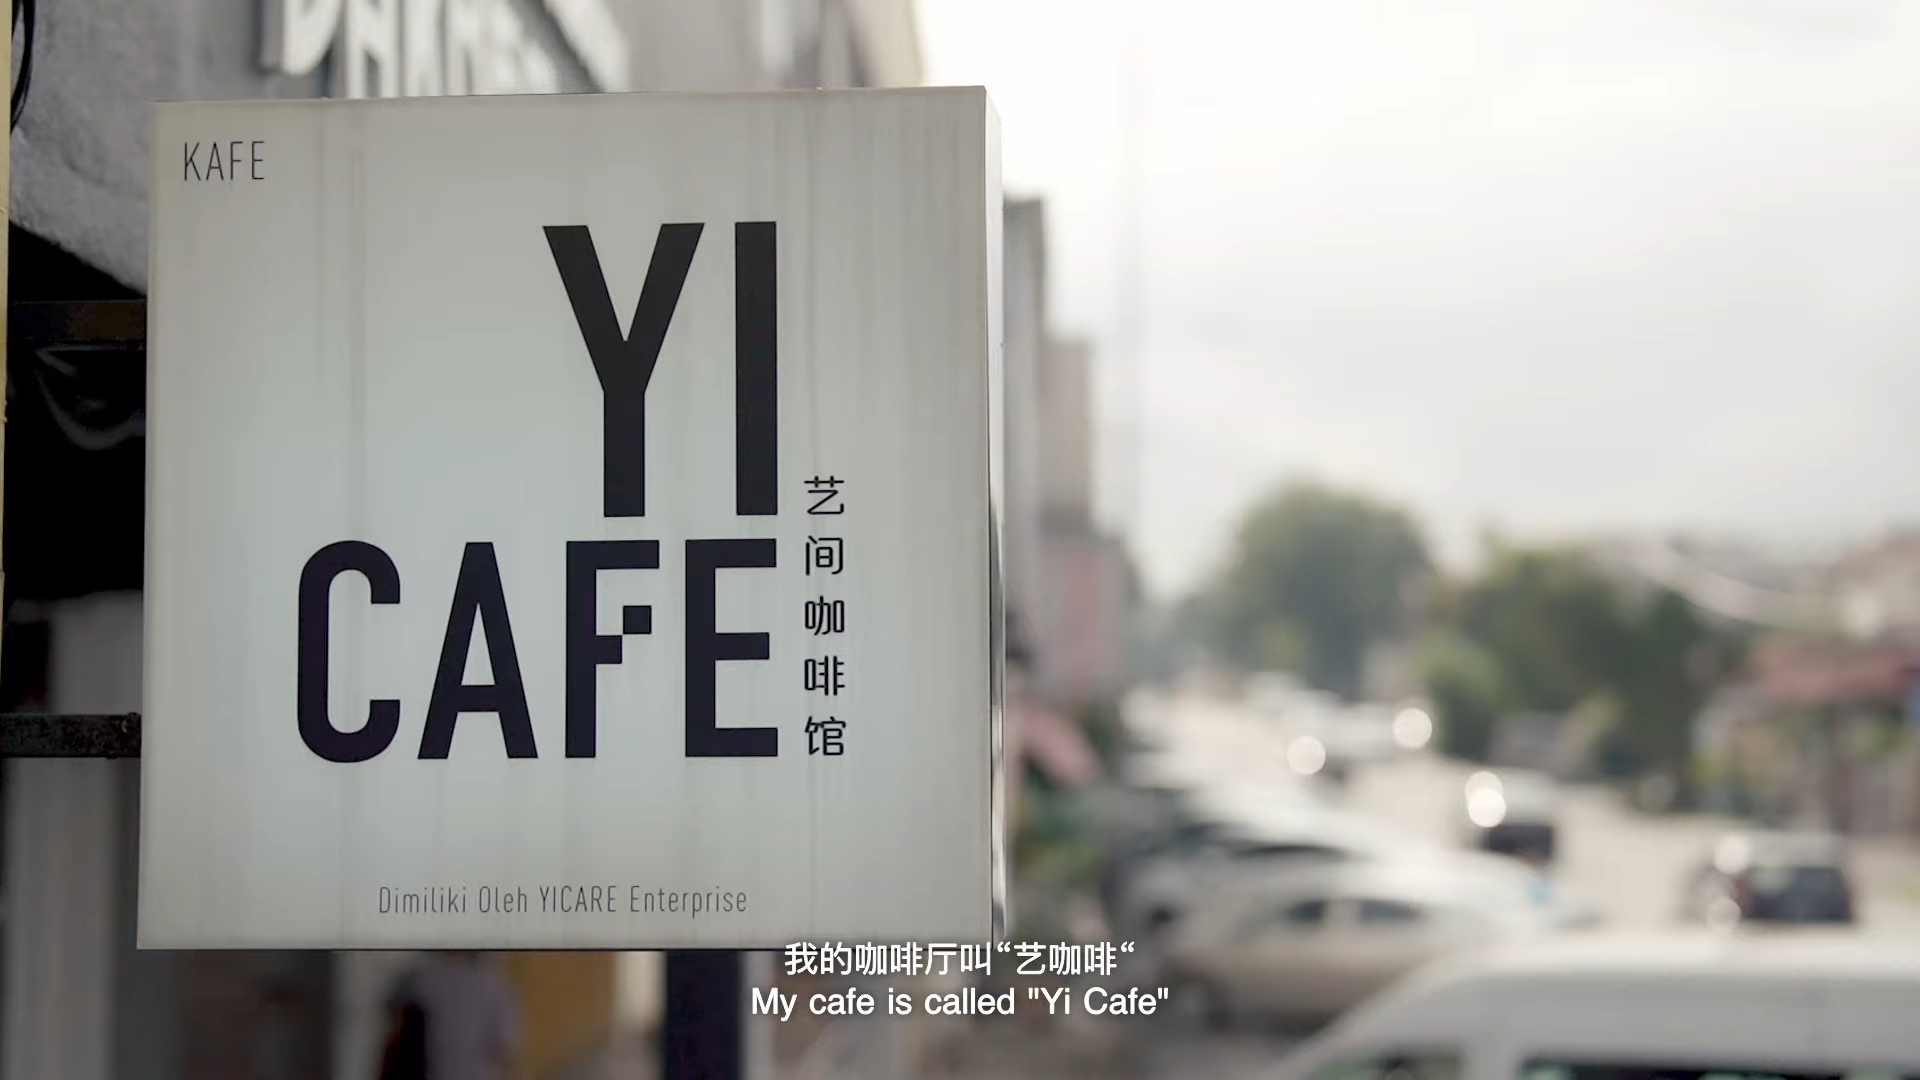 KAFE
YI
CAFE
艺间咖啡馆
Dimiliki Oleh YICARE Enterprise
我的咖啡厅叫“艺咖啡“
My cafe is called "Yi Cafe"